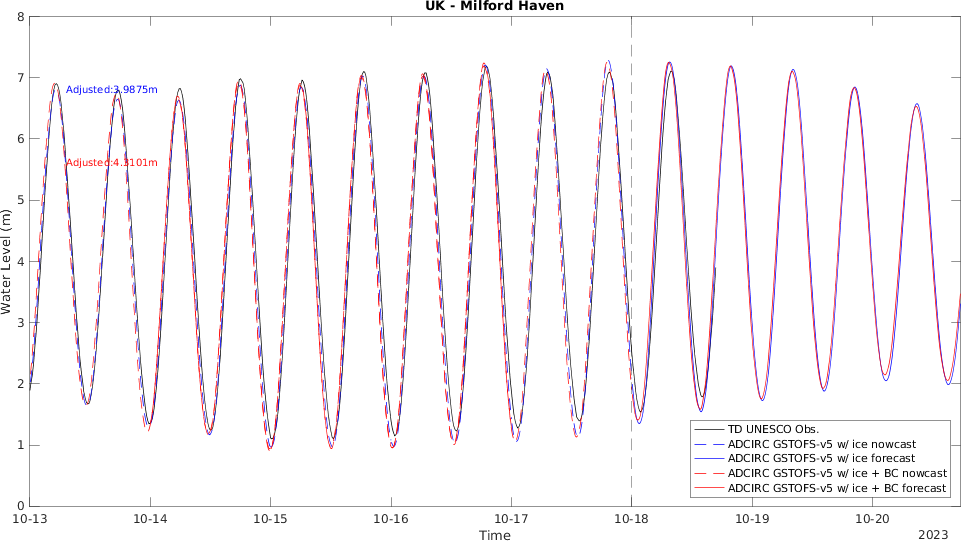 UK - Milford Haven
8
7
6
5
4
3
2
1
0
Water Level (m)
Adjusted:3.9875m
Adjusted:4.1101m
TD UNESCO Obs.
ADCIRC GSTOFS-v5 w/ ice nowcast
ADCIRC GSTOFS-v5 w/ ice forecast
ADCIRC GSTOFS-v5 w/ ice + BC nowcast
ADCIRC GSTOFS-v5 w/ ice + BC forecast
10-13 10-14 10-15 10-16 10-17 10-18 10-19 10-20
Time
2023